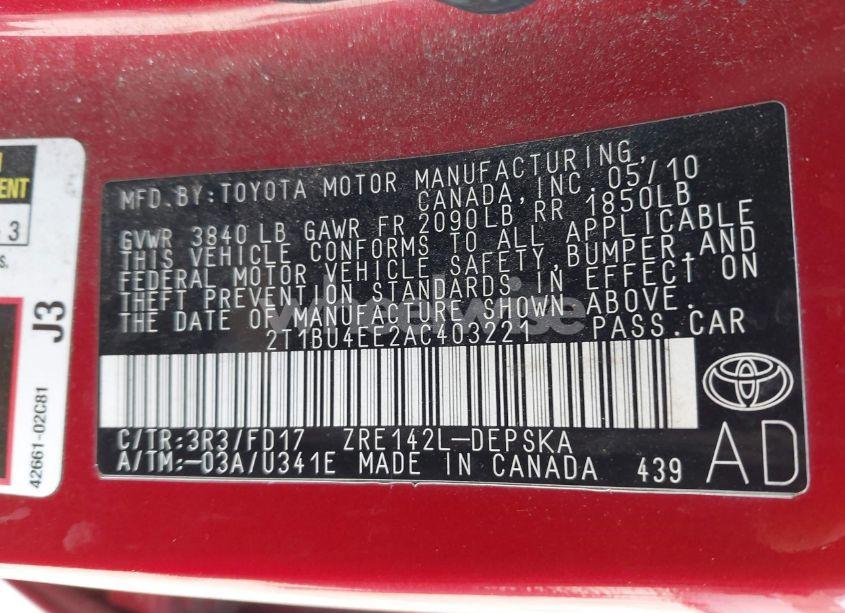 MFD. BY: TOYOTA MOTOR MANUFACTURING,
CANADA, INC. 05/10
GVWR 3840 LB GAWR FR 2090LB RR 1850LB
THIS VEHICLE CONFORMS TO ALL APPLICABLE
FEDERAL MOTOR VEHICLE SAFETY, BUMPER, AND
THEFT PREVENTION STANDARDS IN EFFECT ON
THE DATE OF MANUFACTURE SHOWN ABOVE.
2T1BU4EE2AC403221 PASS.CAR
C/TR:3R3/FD17 ZRE142L-DEPSKA
A/TM:-03A/U341E MADE IN CANADA 439
AD
J3
42661-02C81
3
wheelwise